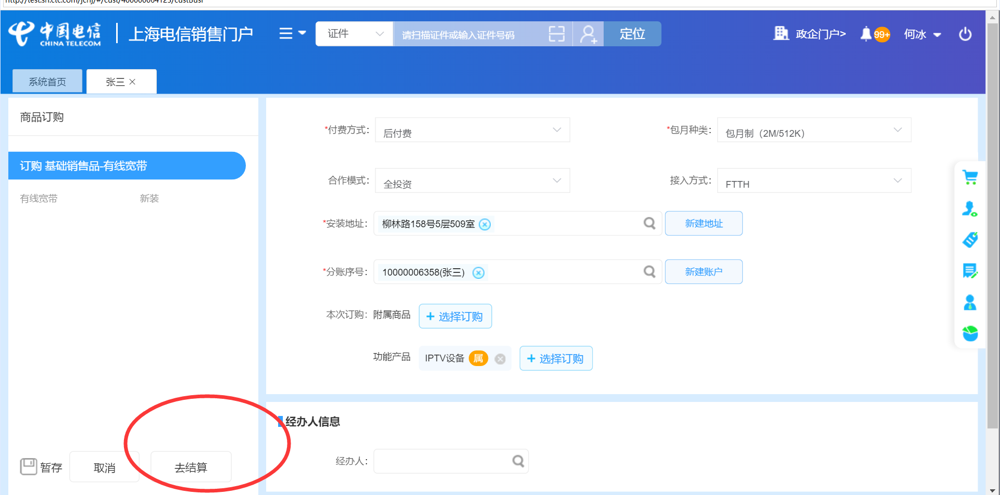 http://test.sh.ctc.com/jcrlj/#/cust/400000064125/custBusi
中国电信 CHINA TELECOM 上海电信销售门户 证件 请扫描证件或输入证件号码 定位 政企门户> 99+ 何冰
系统首页 张三
商品订购
订购 基础销售品-有线宽带
有线宽带 新装
*付费方式: 后付费 *包月种类: 包月制（2M/512K）
合作模式: 全投资 接入方式: FTTH
*安装地址: 柳林路158号5层509室 新建地址
*分账序号: 10000006358(张三) 新建账户
本次订购: 附属商品 + 选择订购
功能产品 IPTV设备 属 + 选择订购
经办人信息
经办人:
暂存 取消 去结算